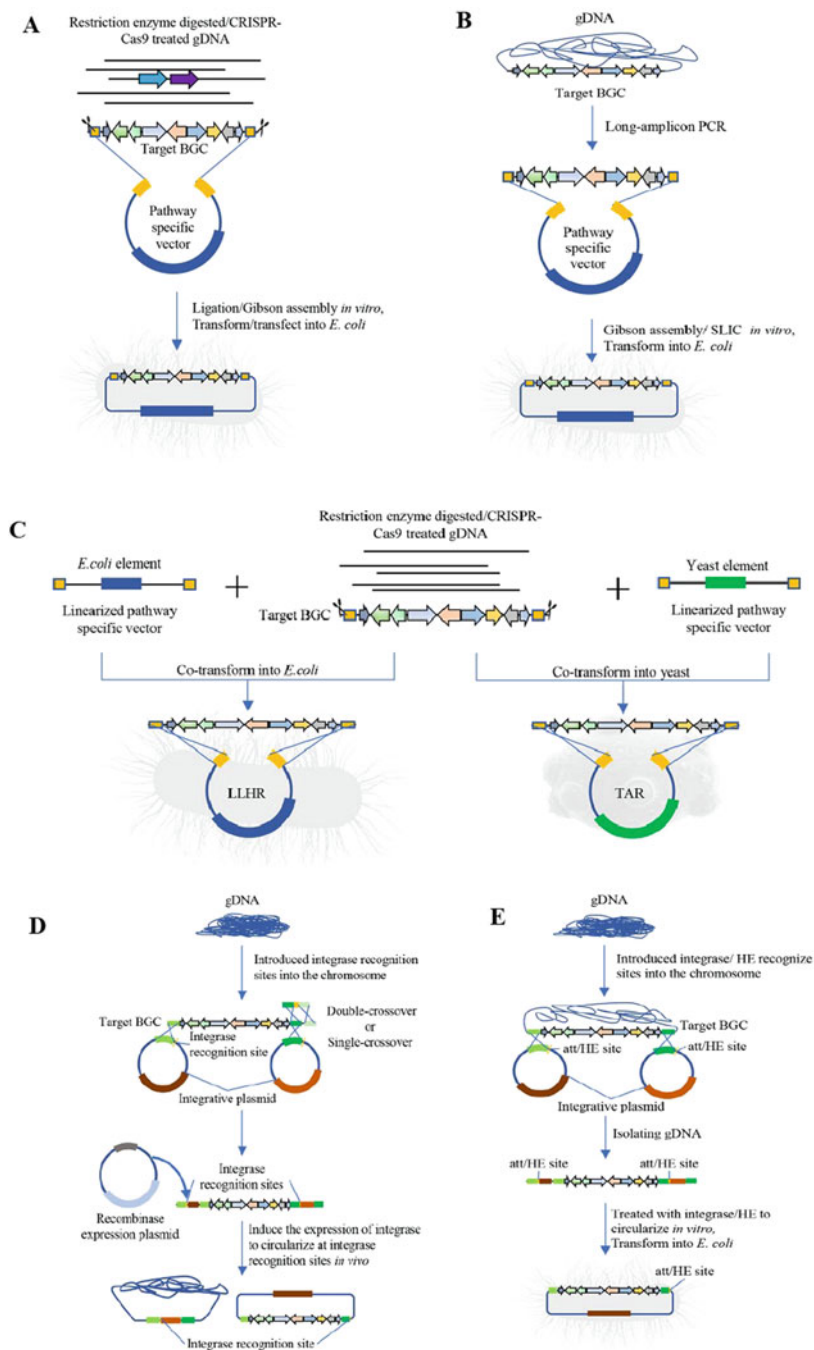 A
Restriction enzyme digested/CRISPR-
Cas9 treated gDNA
Target BGC
Pathway
specific
vector
Ligation/Gibson assembly in vitro,
Transform/transfect into E. coli
B
gDNA
Target BGC
Long-amplicon PCR
Pathway
specific
vector
Gibson assembly/ SLIC in vitro,
Transform into E. coli
C
E.coli element
Linearized pathway
specific vector
+
Restriction enzyme digested/CRISPR-
Cas9 treated gDNA
Target BGC
+
Yeast element
Linearized pathway
specific vector
Co-transform into E.coli
Co-transform into yeast
LLHR
TAR
D
gDNA
Introduced integrase recognition
sites into the chromosome
Target BGC
Integrase
recognition site
Double-crossover
or
Single-crossover
Integrative plasmid
Recombinase
expression plasmid
Integrase
recognition sites
Induce the expression of integrase
to circularize at integrase
recognition sites in vivo
Integrase recognition site
E
gDNA
Introduced integrase/ HE recognize
sites into the chromosome
Target BGC
att/HE site
att/HE site
Integrative plasmid
Isolating gDNA
att/HE site
att/HE site
Treated with integrase/HE to
circularize in vitro,
Transform into E. coli
att/HE site